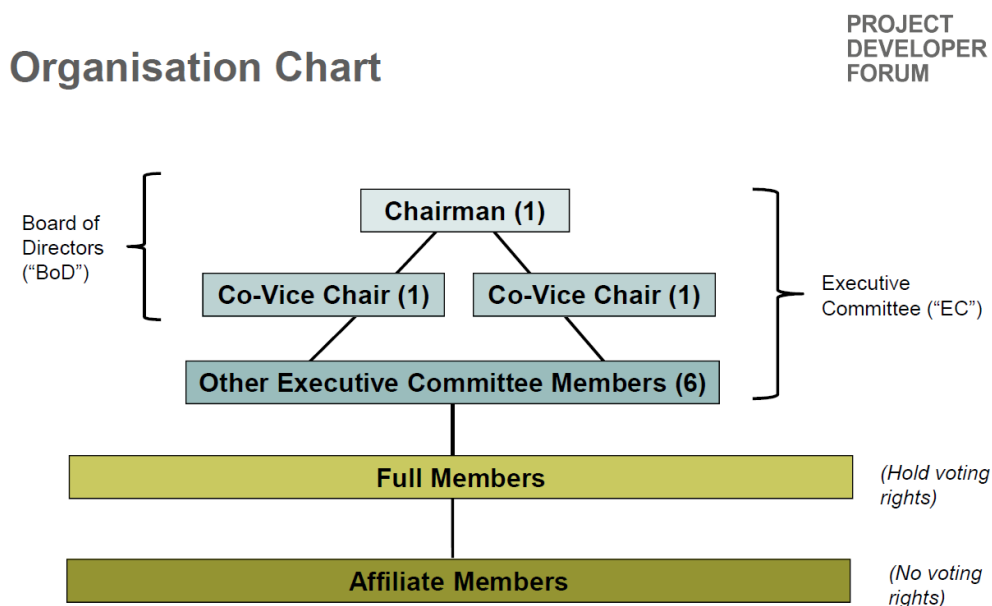 Organisation Chart
PROJECT
DEVELOPER
FORUM
Board of
Directors
(“BoD”)
Chairman (1)
Co-Vice Chair (1)
Co-Vice Chair (1)
Executive
Committee (“EC”)
Other Executive Committee Members (6)
Full Members
(Hold voting
rights)
Affiliate Members
(No voting
rights)